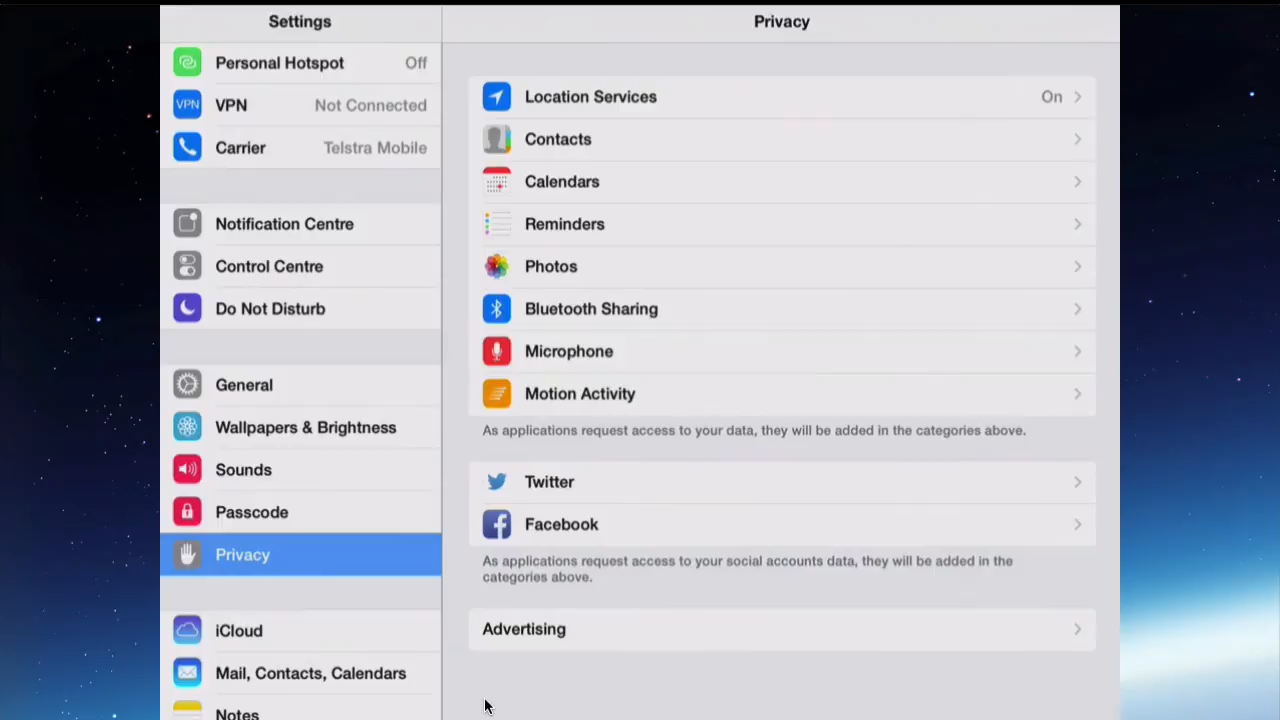 Settings
Personal Hotspot Off
VPN VPN Not Connected
Carrier Telstra Mobile
Notification Centre
Control Centre
Do Not Disturb
General
Wallpapers & Brightness
Sounds
Passcode
Privacy
iCloud
Mail, Contacts, Calendars
Notes
Privacy
Location Services On
Contacts
Calendars
Reminders
Photos
Bluetooth Sharing
Microphone
Motion Activity
As applications request access to your data, they will be added in the categories above.
Twitter
Facebook
As applications request access to your social accounts data, they will be added in the
categories above.
Advertising